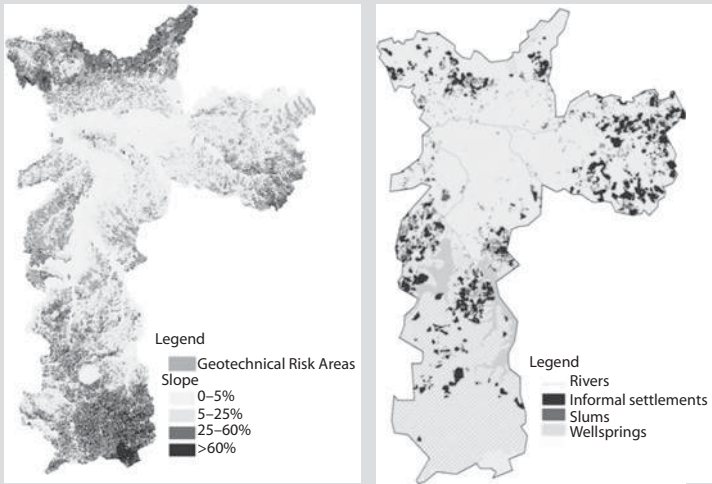 Legend
Geotechnical Risk Areas
Slope
0–5%
5–25%
25–60%
>60%
Legend
Rivers
Informal settlements
Slums
Wellsprings